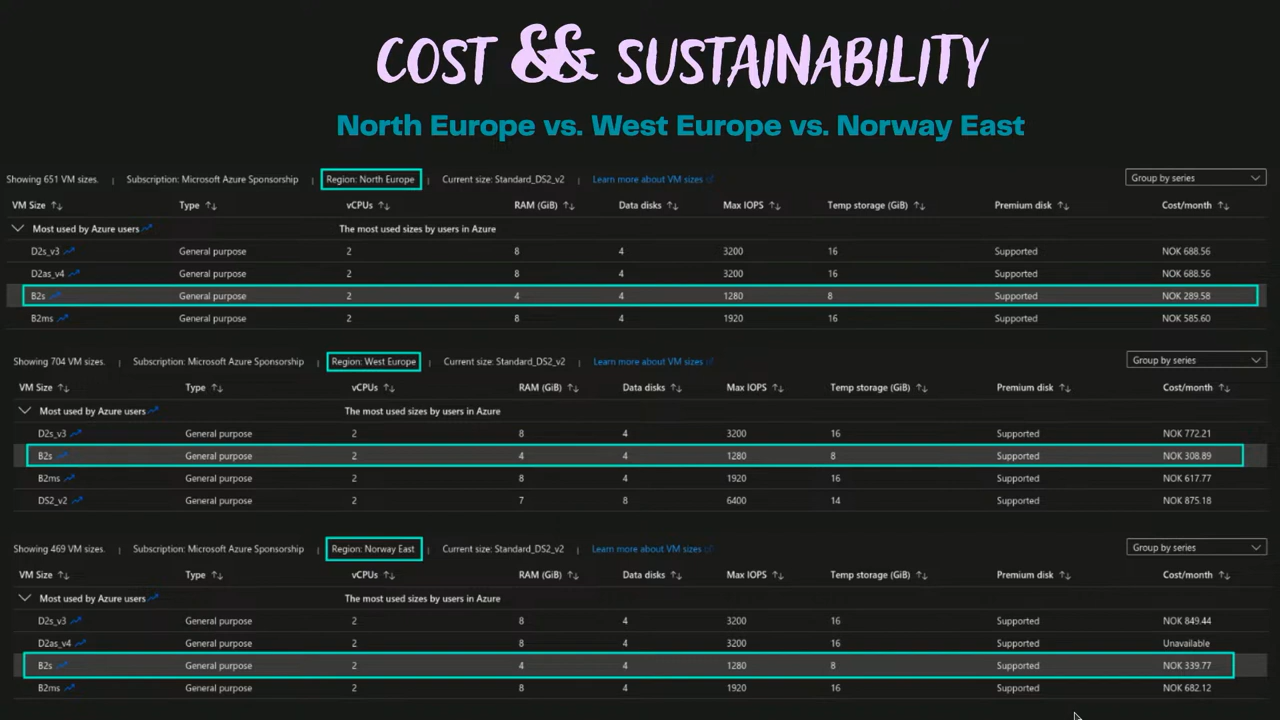 COST && SUSTAINABILITY
North Europe vs. West Europe vs. Norway East
Showing 651 VM sizes. | Subscription: Microsoft Azure Sponsorship | Region: North Europe | Current size: Standard_DS2_v2 Learn more about VM sizes Group by series
VM Size Type vCPUs RAM (GiB) Data disks Max IOPS Temp storage (GiB) Premium disk Cost/month
Most used by Azure users The most used sizes by users in Azure
D2s_v3 General purpose 2 8 4 3200 16 Supported NOK 688.56
D2as_v4 General purpose 2 8 4 3200 16 Supported NOK 688.56
B2s General purpose 2 4 4 1280 8 Supported NOK 289.58
B2ms General purpose 2 8 4 1920 16 Supported NOK 585.60
Showing 704 VM sizes. | Subscription: Microsoft Azure Sponsorship | Region: West Europe | Current size: Standard_DS2_v2 Learn more about VM sizes Group by series
VM Size Type vCPUs RAM (GiB) Data disks Max IOPS Temp storage (GiB) Premium disk Cost/month
Most used by Azure users The most used sizes by users in Azure
D2s_v3 General purpose 2 8 4 3200 16 Supported NOK 772.21
B2s General purpose 2 4 4 1280 8 Supported NOK 308.89
B2ms General purpose 2 8 4 1920 16 Supported NOK 617.77
DS2_v2 General purpose 2 7 8 6400 14 Supported NOK 875.18
Showing 469 VM sizes. | Subscription: Microsoft Azure Sponsorship | Region: Norway East | Current size: Standard_DS2_v2 Learn more about VM sizes Group by series
VM Size Type vCPUs RAM (GiB) Data disks Max IOPS Temp storage (GiB) Premium disk Cost/month
Most used by Azure users The most used sizes by users in Azure
D2s_v3 General purpose 2 8 4 3200 16 Supported NOK 849.44
D2as_v4 General purpose 2 8 4 3200 16 Supported Unavailable
B2s General purpose 2 4 4 1280 8 Supported NOK 339.77
B2ms General purpose 2 8 4 1920 16 Supported NOK 682.12